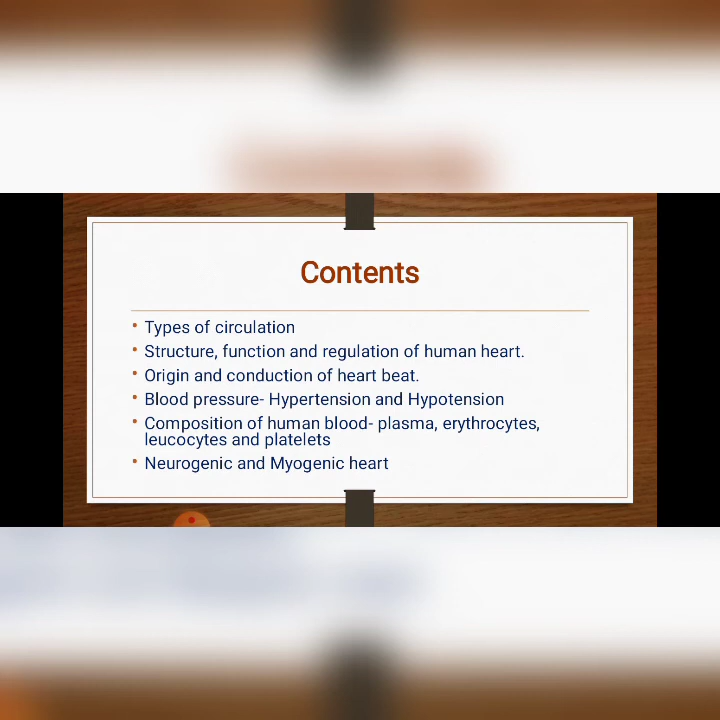 Contents
• Types of circulation
• Structure, function and regulation of human heart.
• Origin and conduction of heart beat.
• Blood pressure- Hypertension and Hypotension
• Composition of human blood- plasma, erythrocytes,
leucocytes and platelets
• Neurogenic and Myogenic heart